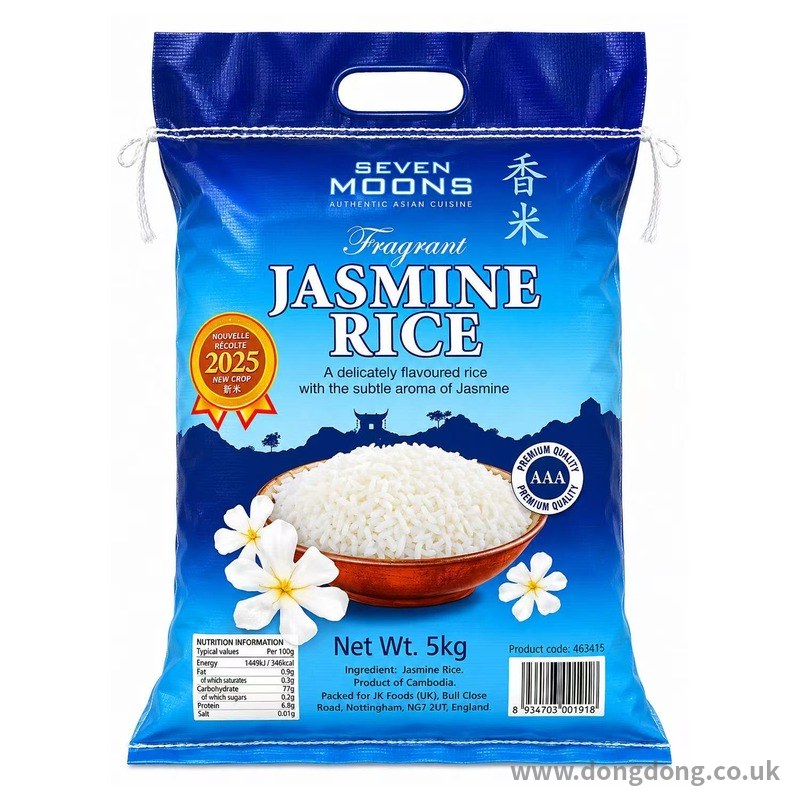 SEVEN
MOONS
AUTHENTIC ASIAN CUISINE
香
米
Fragrant
JASMINE
RICE
A delicately flavoured rice
with the subtle aroma of Jasmine
NOUVELLE
RÉCOLTE
2025
NEW CROP
新米
PREMIUM QUALITY
AAA
PREMIUM QUALITY
NUTRITION INFORMATION
Typical values Per 100g
Energy 1449kJ / 346kcal
Fat 0.9g
of which saturates 0.3g
Carbohydrate 77g
of which sugars 0.2g
Protein 6.8g
Salt 0.01g
Net Wt. 5kg
Ingredient: Jasmine Rice.
Product of Cambodia.
Packed for JK Foods (UK), Bull Close
Road, Nottingham, NG7 2UT, England.
Product code: 463415
8 934703 001918
www.dongdong.co.uk